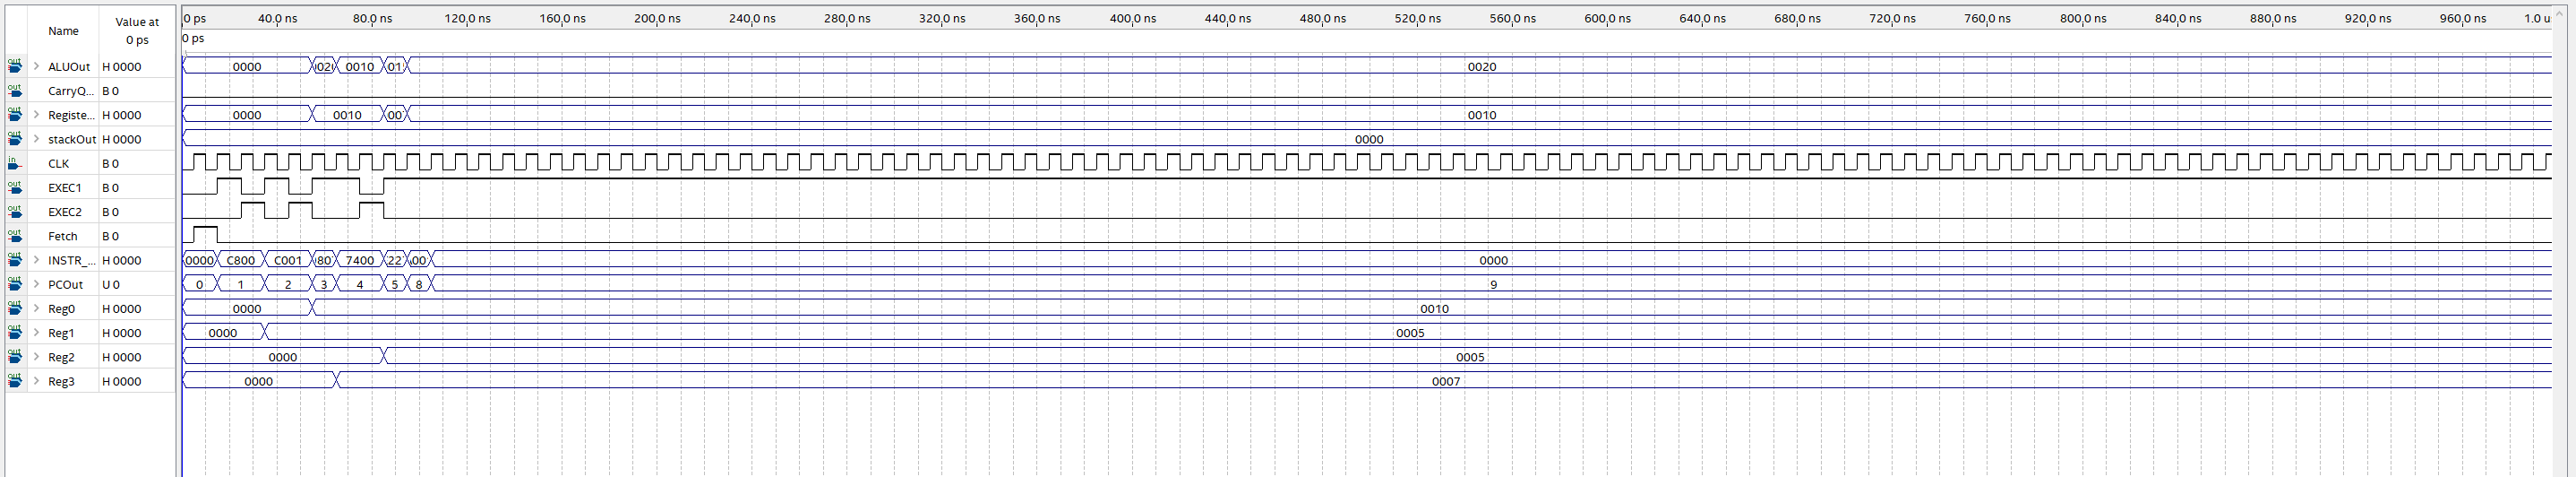 Name Value at 0 ps
0 ps 40.0 ns 80.0 ns 120,0 ns 160,0 ns 200,0 ns 240,0 ns 280,0 ns 320,0 ns 360,0 ns 400,0 ns 440,0 ns 480,0 ns 520,0 ns 560,0 ns 600,0 ns 640,0 ns 680,0 ns 720,0 ns 760,0 ns 800,0 ns 840,0 ns 880,0 ns 920,0 ns 960,0 ns 1.0 u
0 ps
out ALUOut H 0000 0000 0010 01 0020
out CarryQ... B 0
out Registe... H 0000 0000 0010 00 0010
out stackOut H 0000 0000
in CLK B 0
out EXEC1 B 0
out EXEC2 B 0
out Fetch B 0
out INSTR_... H 0000 0000 C800 C001 80 7400 22 00 0000
out PCOut U 0 0 1 2 3 4 5 8 9
out Reg0 H 0000 0000 0010
out Reg1 H 0000 0000 0005
out Reg2 H 0000 0000 0005
out Reg3 H 0000 0000 0007